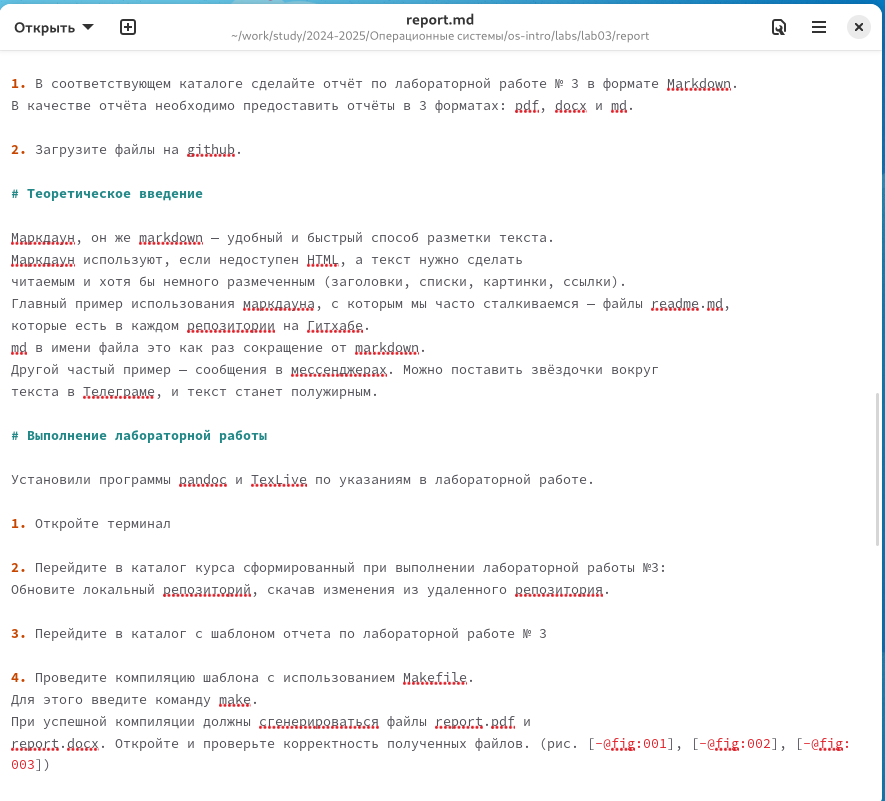 Открыть
report.md
~/work/study/2024-2025/Операционные системы/os-intro/labs/lab03/report
1. В соответствующем каталоге сделайте отчёт по лабораторной работе № 3 в формате Markdown.
В качестве отчёта необходимо предоставить отчёты в 3 форматах: pdf, docx и md.
2. Загрузите файлы на github.
# Теоретическое введение
Маркдаун, он же markdown — удобный и быстрый способ разметки текста.
Маркдаун используют, если недоступен HTML, а текст нужно сделать
читаемым и хотя бы немного размеченным (заголовки, списки, картинки, ссылки).
Главный пример использования маркдауна, с которым мы часто сталкиваемся — файлы readme.md,
которые есть в каждом репозитории на Гитхабе.
md в имени файла это как раз сокращение от markdown.
Другой частый пример — сообщения в мессенджерах. Можно поставить звёздочки вокруг
текста в Телеграме, и текст станет полужирным.
# Выполнение лабораторной работы
Установили программы pandoc и TexLive по указаниям в лабораторной работе.
1. Откройте терминал
2. Перейдите в каталог курса сформированный при выполнении лабораторной работы №3:
Обновите локальный репозиторий, скачав изменения из удаленного репозитория.
3. Перейдите в каталог с шаблоном отчета по лабораторной работе № 3
4. Проведите компиляцию шаблона с использованием Makefile.
Для этого введите команду make.
При успешной компиляции должны сгенерироваться файлы report.pdf и
report.docx. Откройте и проверьте корректность полученных файлов. (рис. [-@fig:001], [-@fig:002], [-@fig:
003])